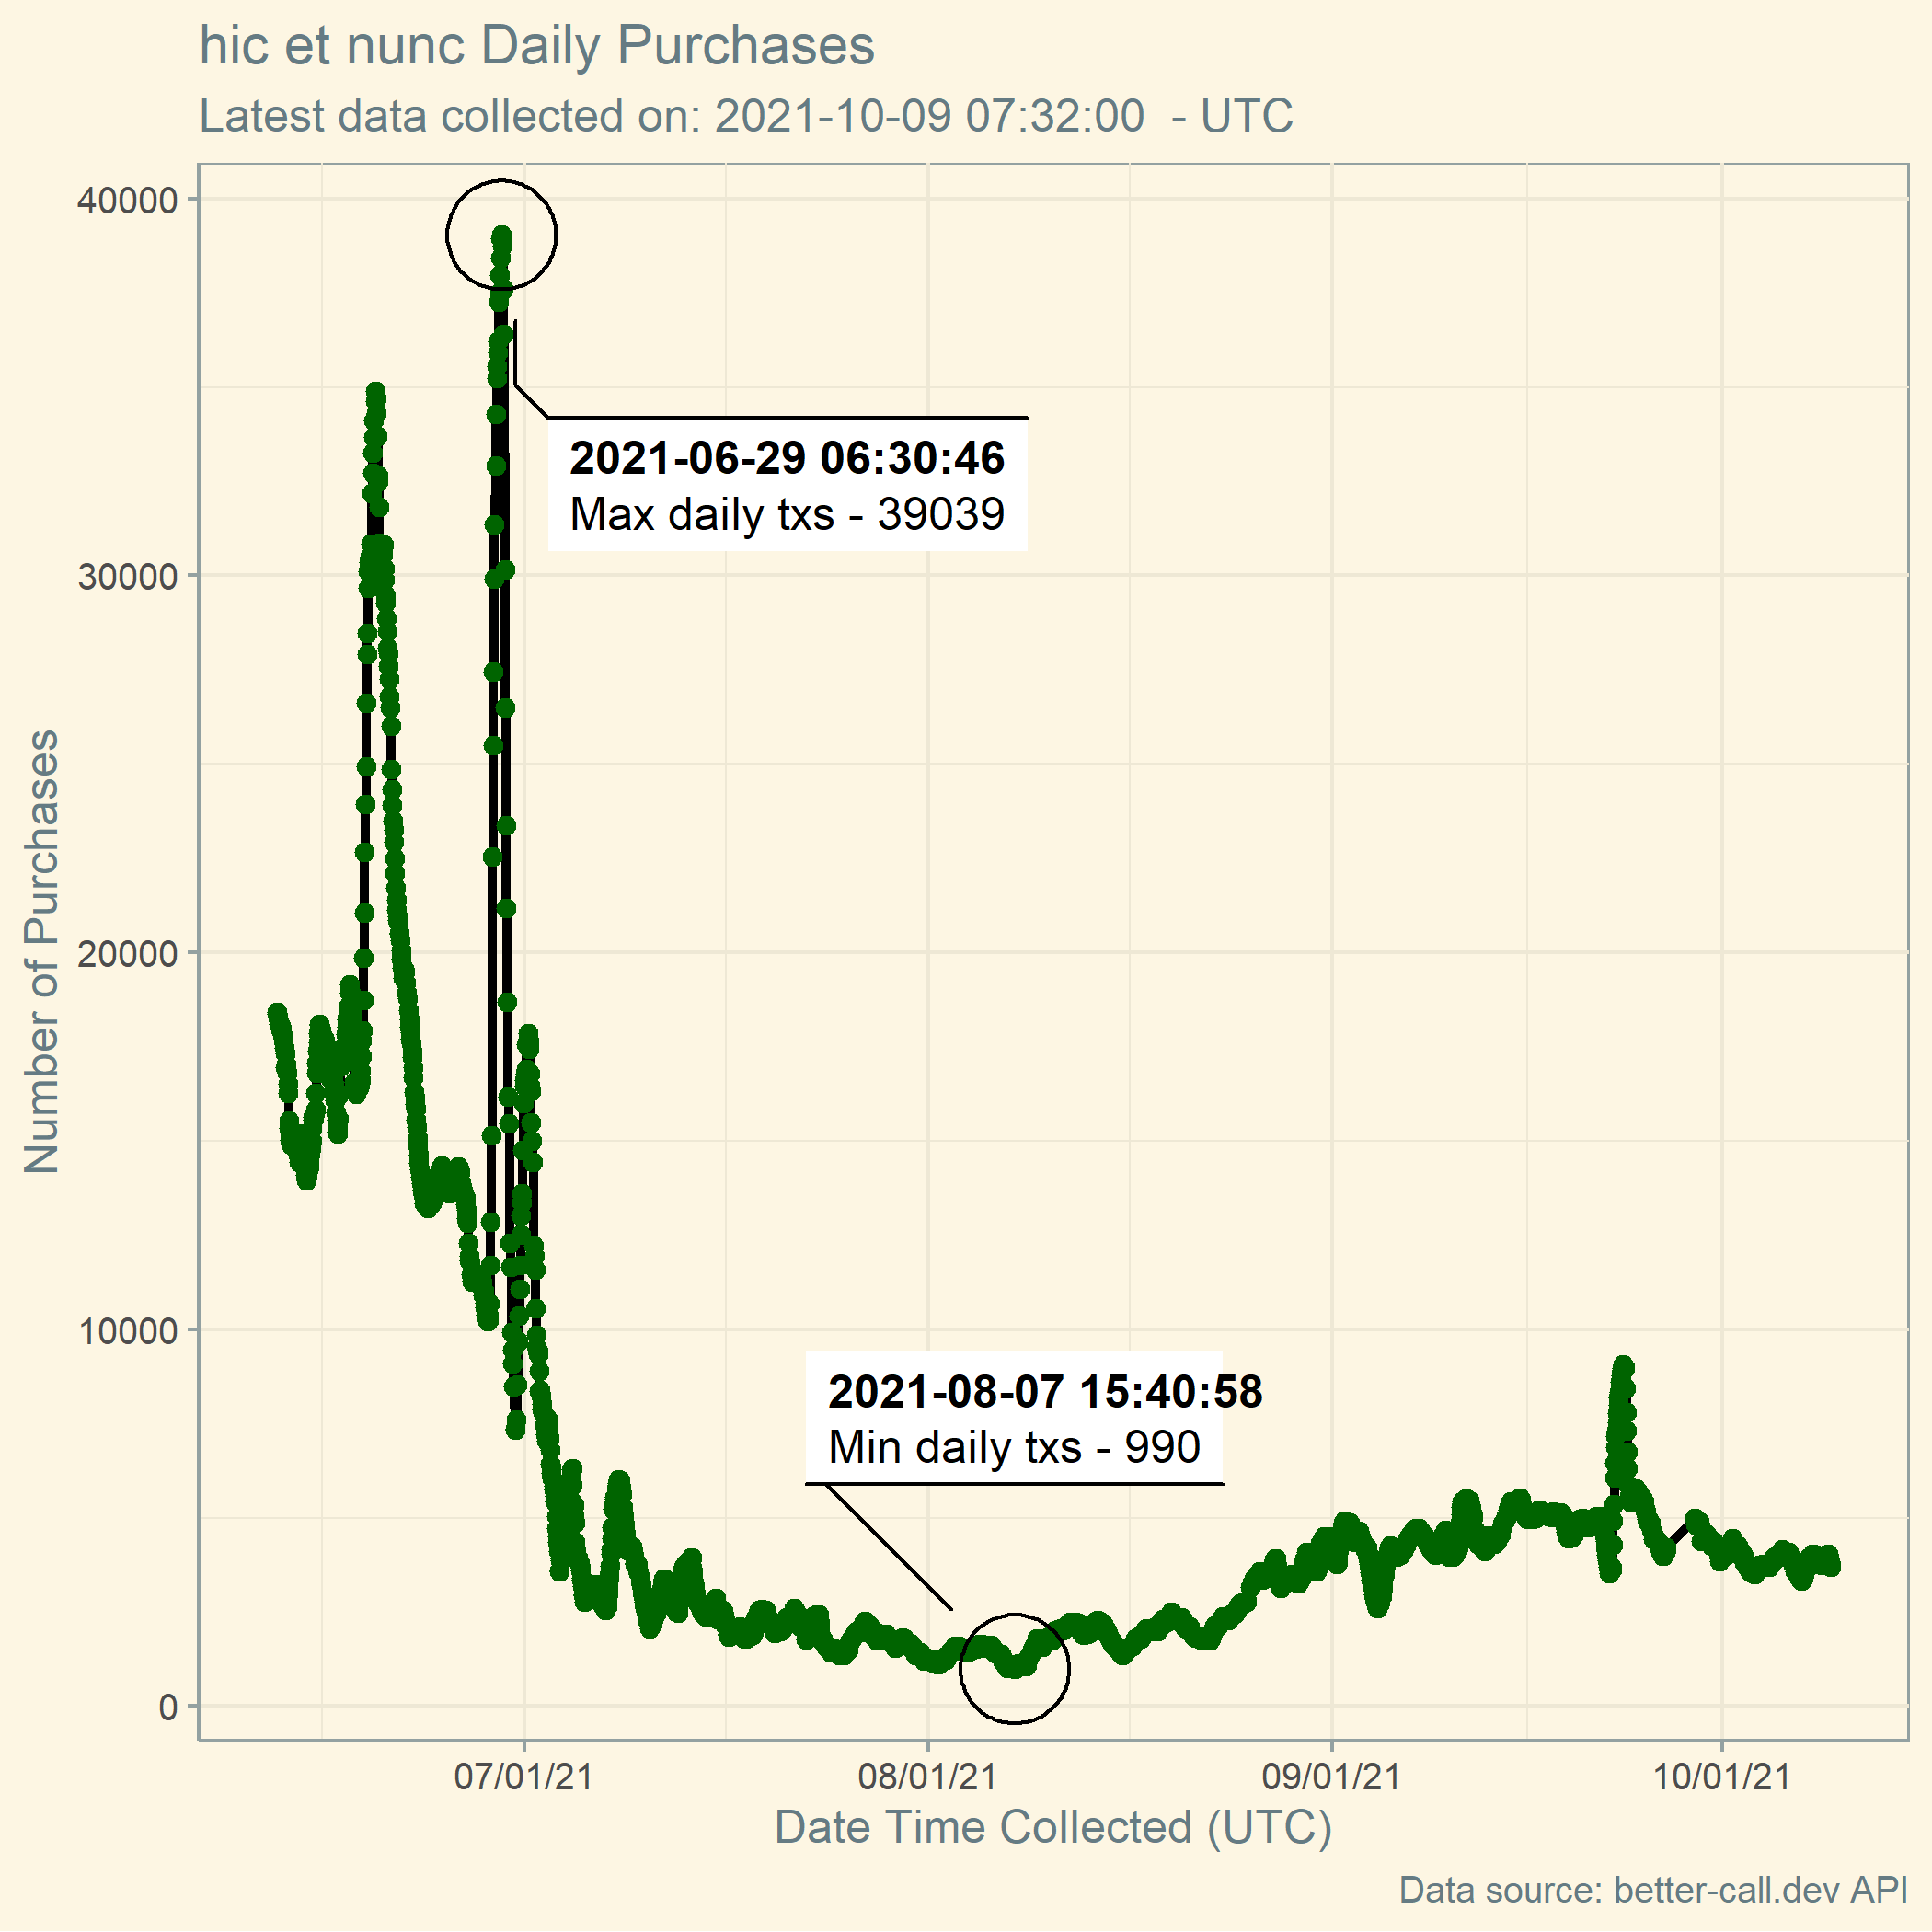 hic et nunc Daily Purchases
Latest data collected on: 2021-10-09 07:32:00  - UTC
40000
30000
20000
10000
0
Number of Purchases
2021-06-29 06:30:46
Max daily txs - 39039
2021-08-07 15:40:58
Min daily txs - 990
07/01/21
08/01/21
09/01/21
10/01/21
Date Time Collected (UTC)
Data source: better-call.dev API